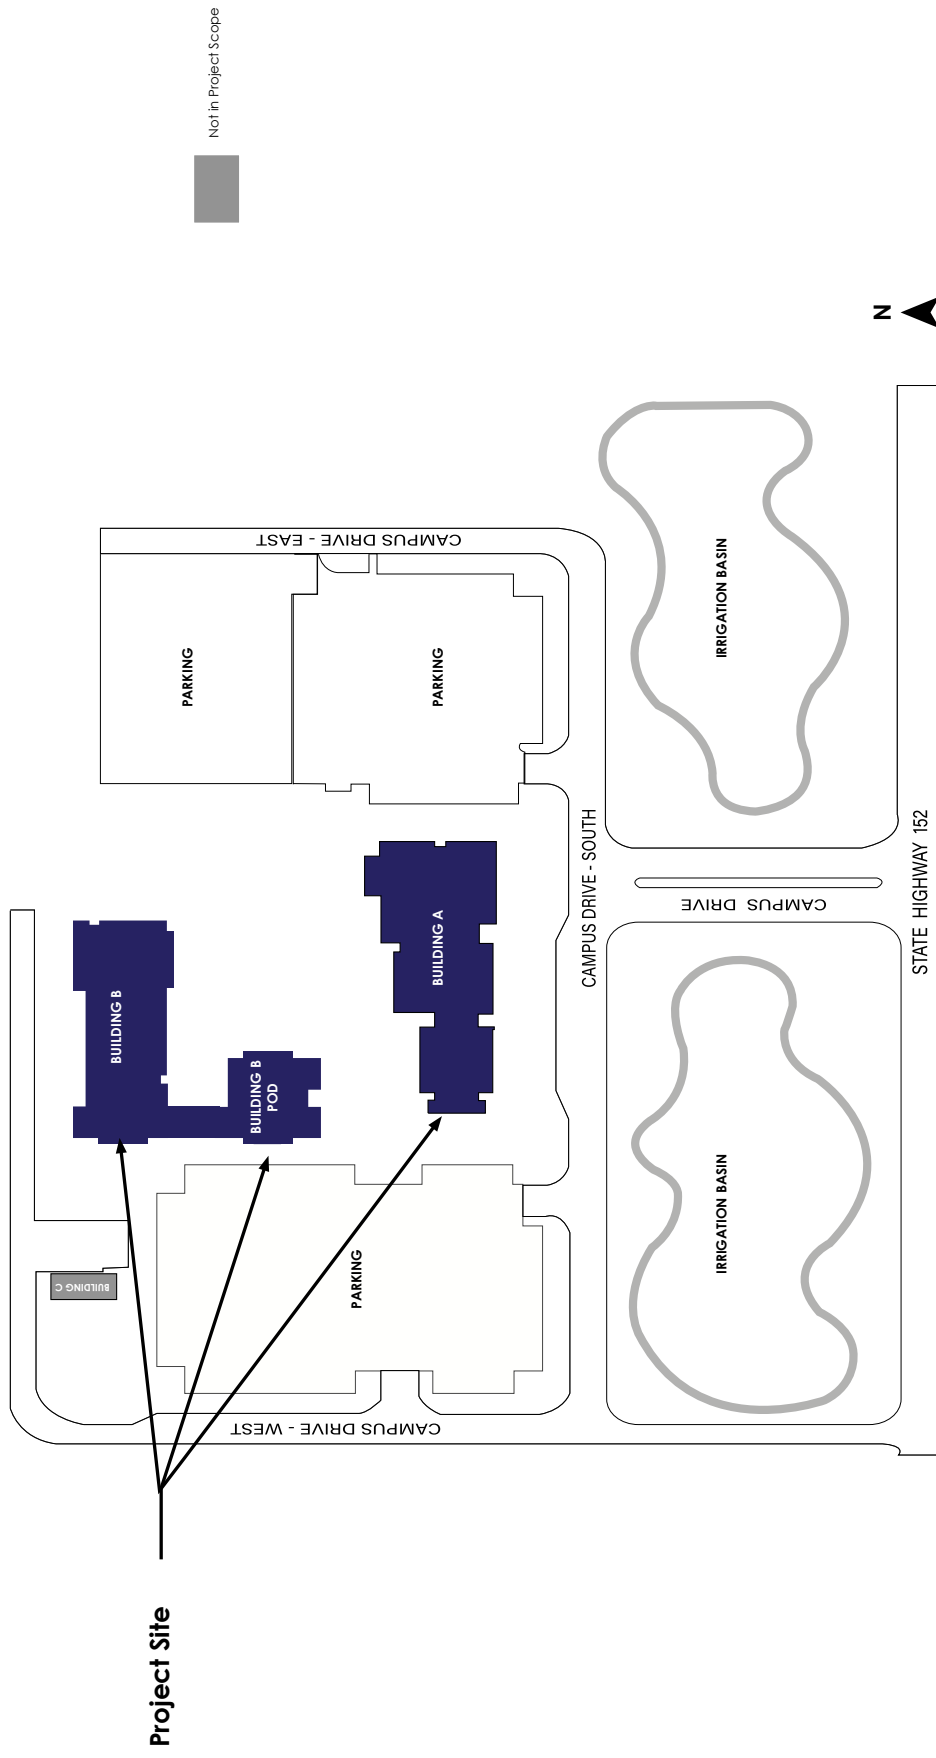 Not in Project Scope
N
BUILDING C
BUILDING B
BUILDING B
POD
BUILDING A
PARKING
PARKING
PARKING
CAMPUS DRIVE - WEST
CAMPUS DRIVE - EAST
CAMPUS DRIVE - SOUTH
CAMPUS DRIVE
IRRIGATION BASIN
IRRIGATION BASIN
STATE HIGHWAY 152
Project Site